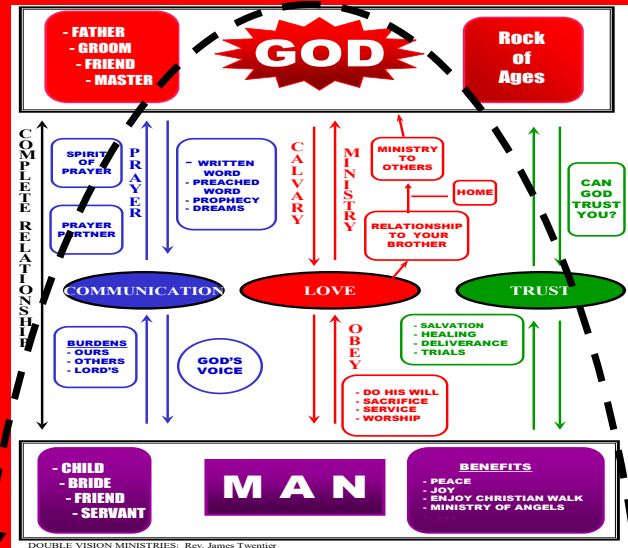 - FATHER
- GROOM
- FRIEND
- MASTER
GOD
Rock
of
Ages
COMPLETE RELATIONSHIP
SPIRIT
OF
PRAYER
PRAYER
PARTNER
PRAYER
- WRITTEN
WORD
- PREACHED
WORD
- PROPHECY
- DREAMS
CALVARY
MINISTRY
MINISTRY
TO
OTHERS
HOME
RELATIONSHIP
TO YOUR
BROTHER
CAN
GOD
TRUST
YOU?
COMMUNICATION
LOVE
TRUST
BURDENS
- OURS
- OTHERS
- LORD'S
GOD'S
VOICE
OBEY
- DO HIS WILL
- SACRIFICE
- SERVICE
- WORSHIP
- SALVATION
- HEALING
- DELIVERANCE
- TRIALS
- CHILD
- BRIDE
- FRIEND
- SERVANT
MAN
BENEFITS
- PEACE
- JOY
- ENJOY CHRISTIAN WALK
- MINISTRY OF ANGELS
DOUBLE VISION MINISTRIES: Rev. James Twentier